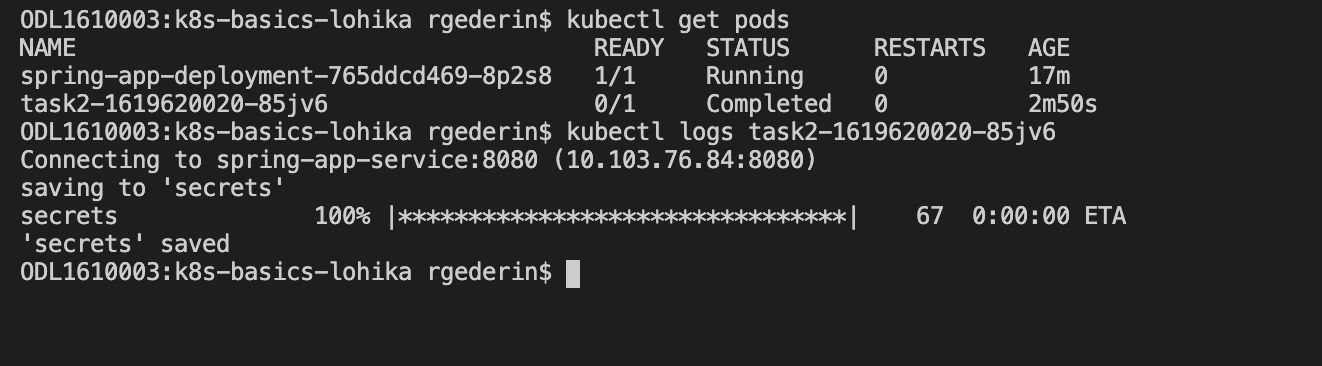 ODL1610003:k8s-basics-lohika rgederin$ kubectl get pods
NAME                                     READY   STATUS      RESTARTS   AGE
spring-app-deployment-765ddcd469-8p2s8   1/1     Running     0          17m
task2-1619620020-85jv6                   0/1     Completed   0          2m50s
ODL1610003:k8s-basics-lohika rgederin$ kubectl logs task2-1619620020-85jv6
Connecting to spring-app-service:8080 (10.103.76.84:8080)
saving to 'secrets'
secrets              100% |********************************|    67  0:00:00 ETA
'secrets' saved
ODL1610003:k8s-basics-lohika rgederin$